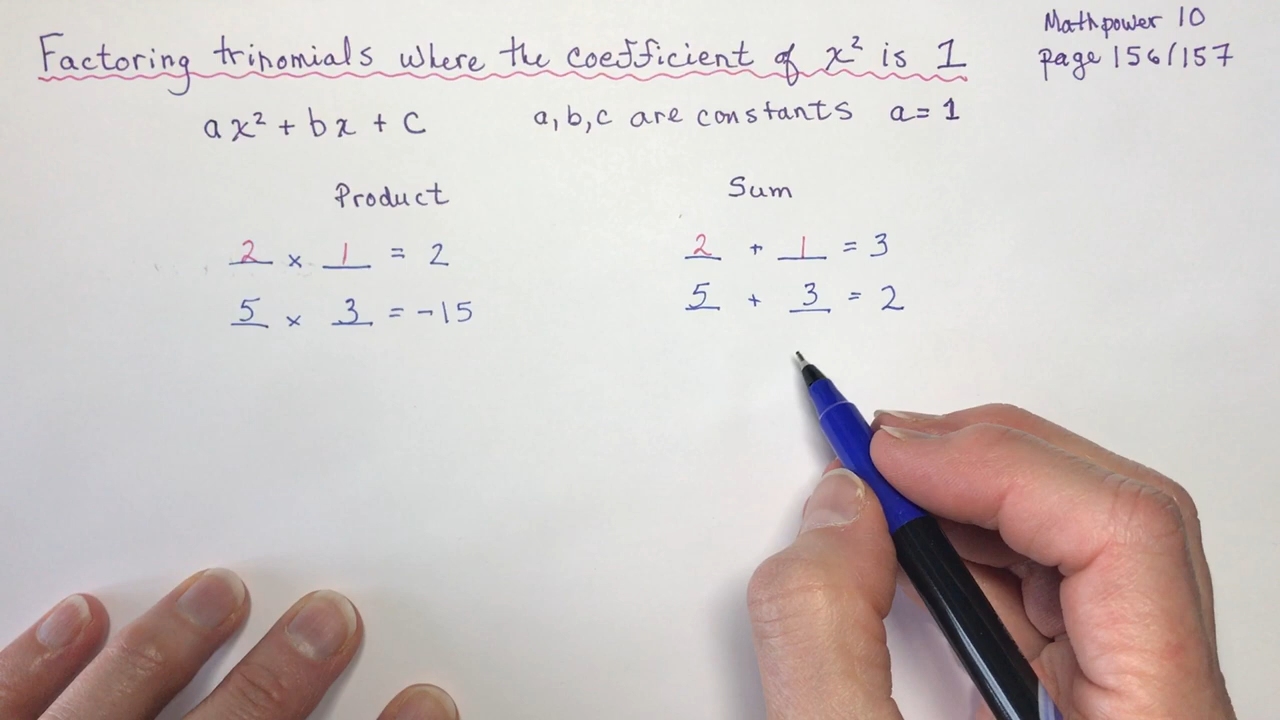 Factoring trinomials where the coefficient of x² is 1
Mathpower 10
page 156/157
ax² + bx + c
a, b, c are constants a = 1
Product
Sum
2 × 1 = 2
2 + 1 = 3
5 × 3 = -15
5 + 3 = 2